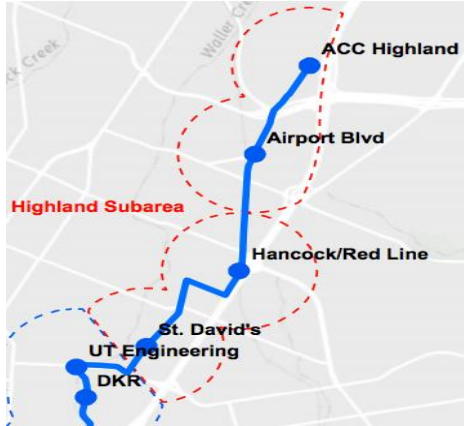 Waller Creek
ACC Highland
Airport Blvd
Highland Subarea
Hancock/Red Line
St. David's
UT Engineering
DKR